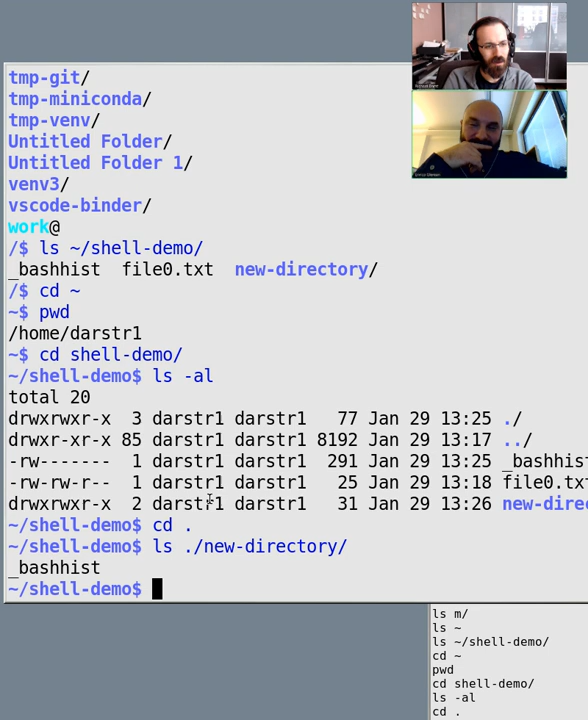 tmp-git/
tmp-miniconda/
tmp-venv/
Untitled Folder/
Untitled Folder 1/
venv3/
vscode-binder/
work@
/$ ls ~/shell-demo/
_bashhist  file0.txt  new-directory/
/$ cd ~
~$ pwd
/home/darstr1
~$ cd shell-demo/
~/shell-demo$ ls -al
total 20
drwxrwxr-x  3 darstr1 darstr1   77 Jan 29 13:25 ./
drwxr-xr-x 85 darstr1 darstr1 8192 Jan 29 13:17 ../
-rw-------  1 darstr1 darstr1  291 Jan 29 13:25 _bashhis
-rw-rw-r--  1 darstr1 darstr1   25 Jan 29 13:18 file0.tx
drwxrwxr-x  2 darstr1 darstr1   31 Jan 29 13:26 new-dire
~/shell-demo$ cd .
~/shell-demo$ ls ./new-directory/
_bashhist
~/shell-demo$
ls m/
ls ~
ls ~/shell-demo/
cd ~
pwd
cd shell-demo/
ls -al
cd .